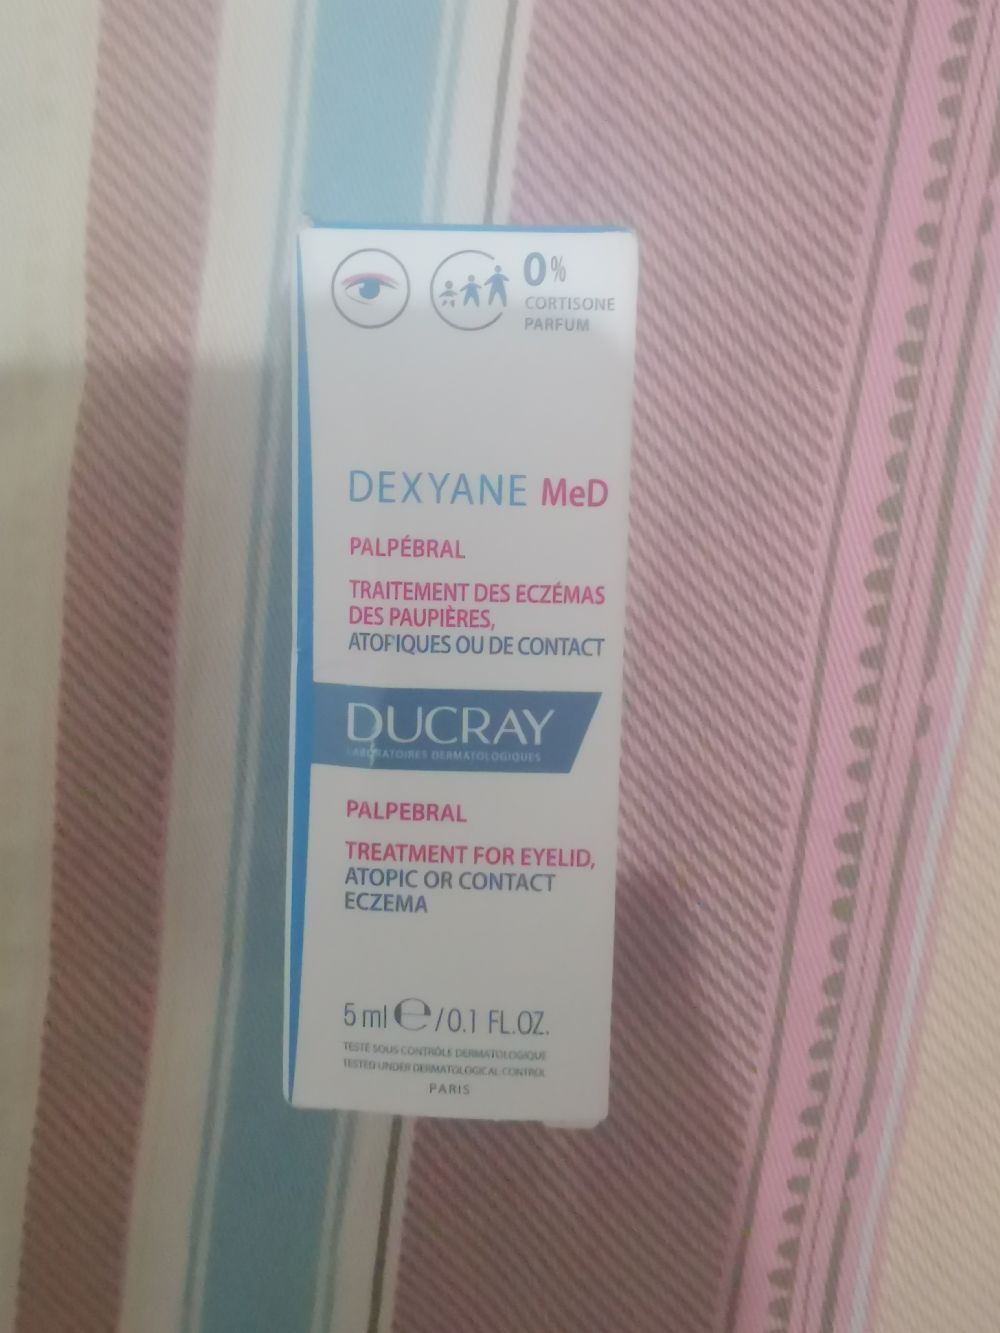 0%
CORTISONE
PARFUM
DEXYANE MeD
PALPÉBRAL
TRAITEMENT DES ECZÉMAS
DES PAUPIÈRES,
ATOPIQUES OU DE CONTACT
DUCRAY
LABORATOIRES DERMATOLOGIQUES
PALPEBRAL
TREATMENT FOR EYELID,
ATOPIC OR CONTACT
ECZEMA
5 ml ℮/0.1 FL.OZ.
TESTÉ SOUS CONTRÔLE DERMATOLOGIQUE
TESTED UNDER DERMATOLOGICAL CONTROL
PARIS